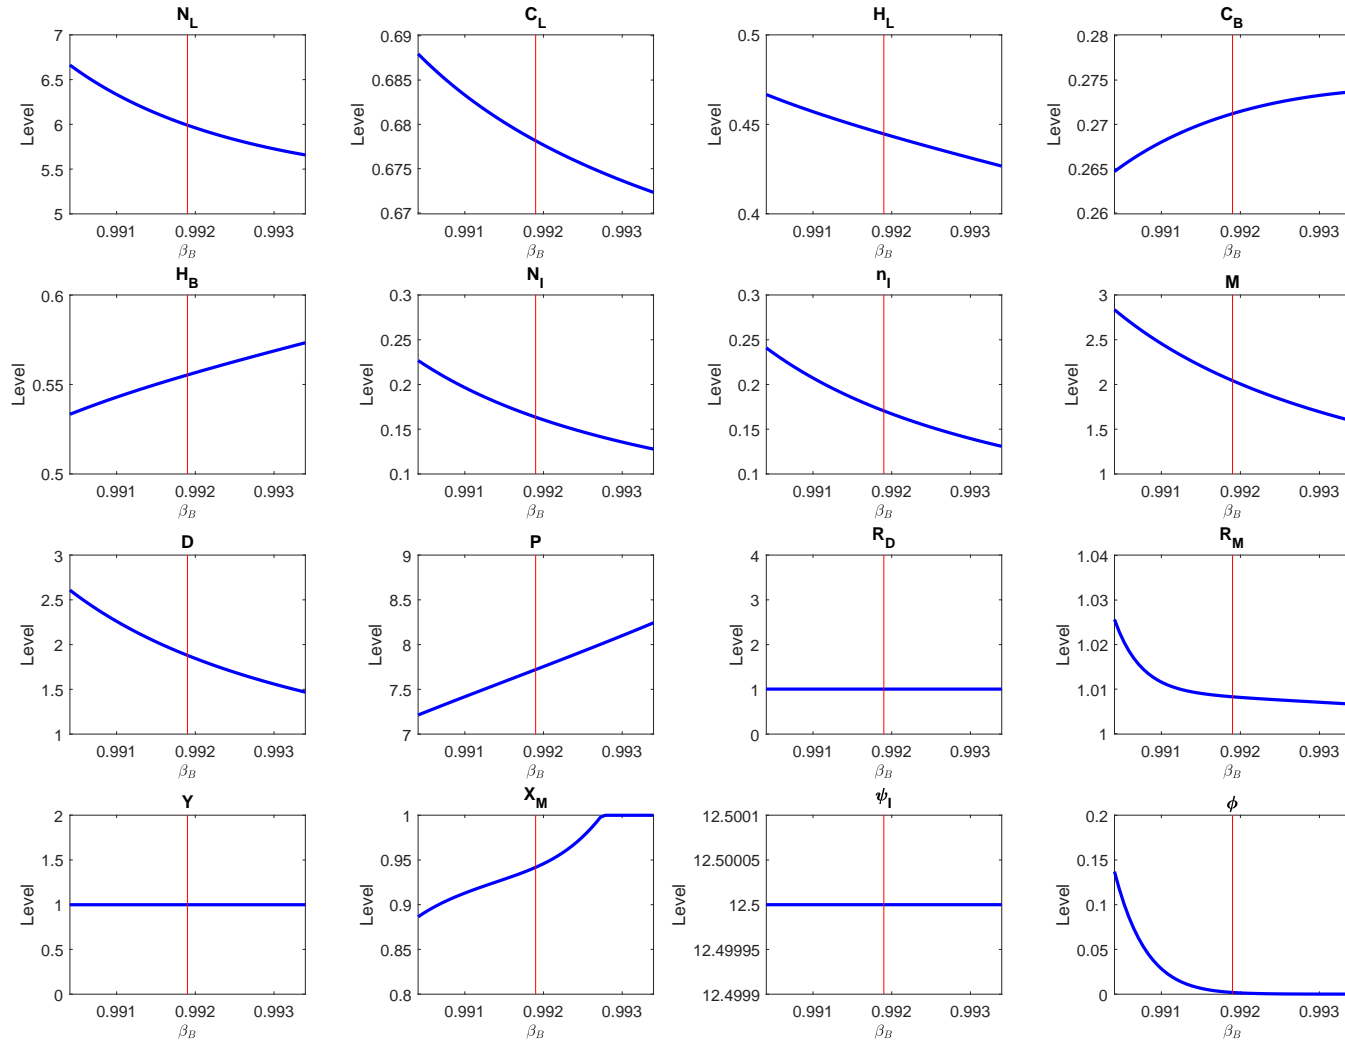 N_L
Level
7
6.5
6
5.5
5
0.991 0.992 0.993
β_B
C_L
Level
0.69
0.685
0.68
0.675
0.67
0.991 0.992 0.993
β_B
H_L
Level
0.5
0.45
0.4
0.991 0.992 0.993
β_B
C_B
Level
0.28
0.275
0.27
0.265
0.26
0.991 0.992 0.993
β_B
H_B
Level
0.6
0.55
0.5
0.991 0.992 0.993
β_B
N_I
Level
0.3
0.25
0.2
0.15
0.1
0.991 0.992 0.993
β_B
n_I
Level
0.3
0.25
0.2
0.15
0.1
0.991 0.992 0.993
β_B
M
Level
3
2.5
2
1.5
1
0.991 0.992 0.993
β_B
D
Level
3
2.5
2
1.5
1
0.991 0.992 0.993
β_B
P
Level
9
8.5
8
7.5
7
0.991 0.992 0.993
β_B
R_D
Level
4
3
2
1
0
0.991 0.992 0.993
β_B
R_M
Level
1.04
1.03
1.02
1.01
1
0.991 0.992 0.993
β_B
Y
Level
2
1.5
1
0.5
0
0.991 0.992 0.993
β_B
X_M
Level
1
0.95
0.9
0.85
0.8
0.991 0.992 0.993
β_B
ψ_I
Level
12.5001
12.50005
12.5
12.49995
12.4999
0.991 0.992 0.993
β_B
ϕ
Level
0.2
0.15
0.1
0.05
0
0.991 0.992 0.993
β_B